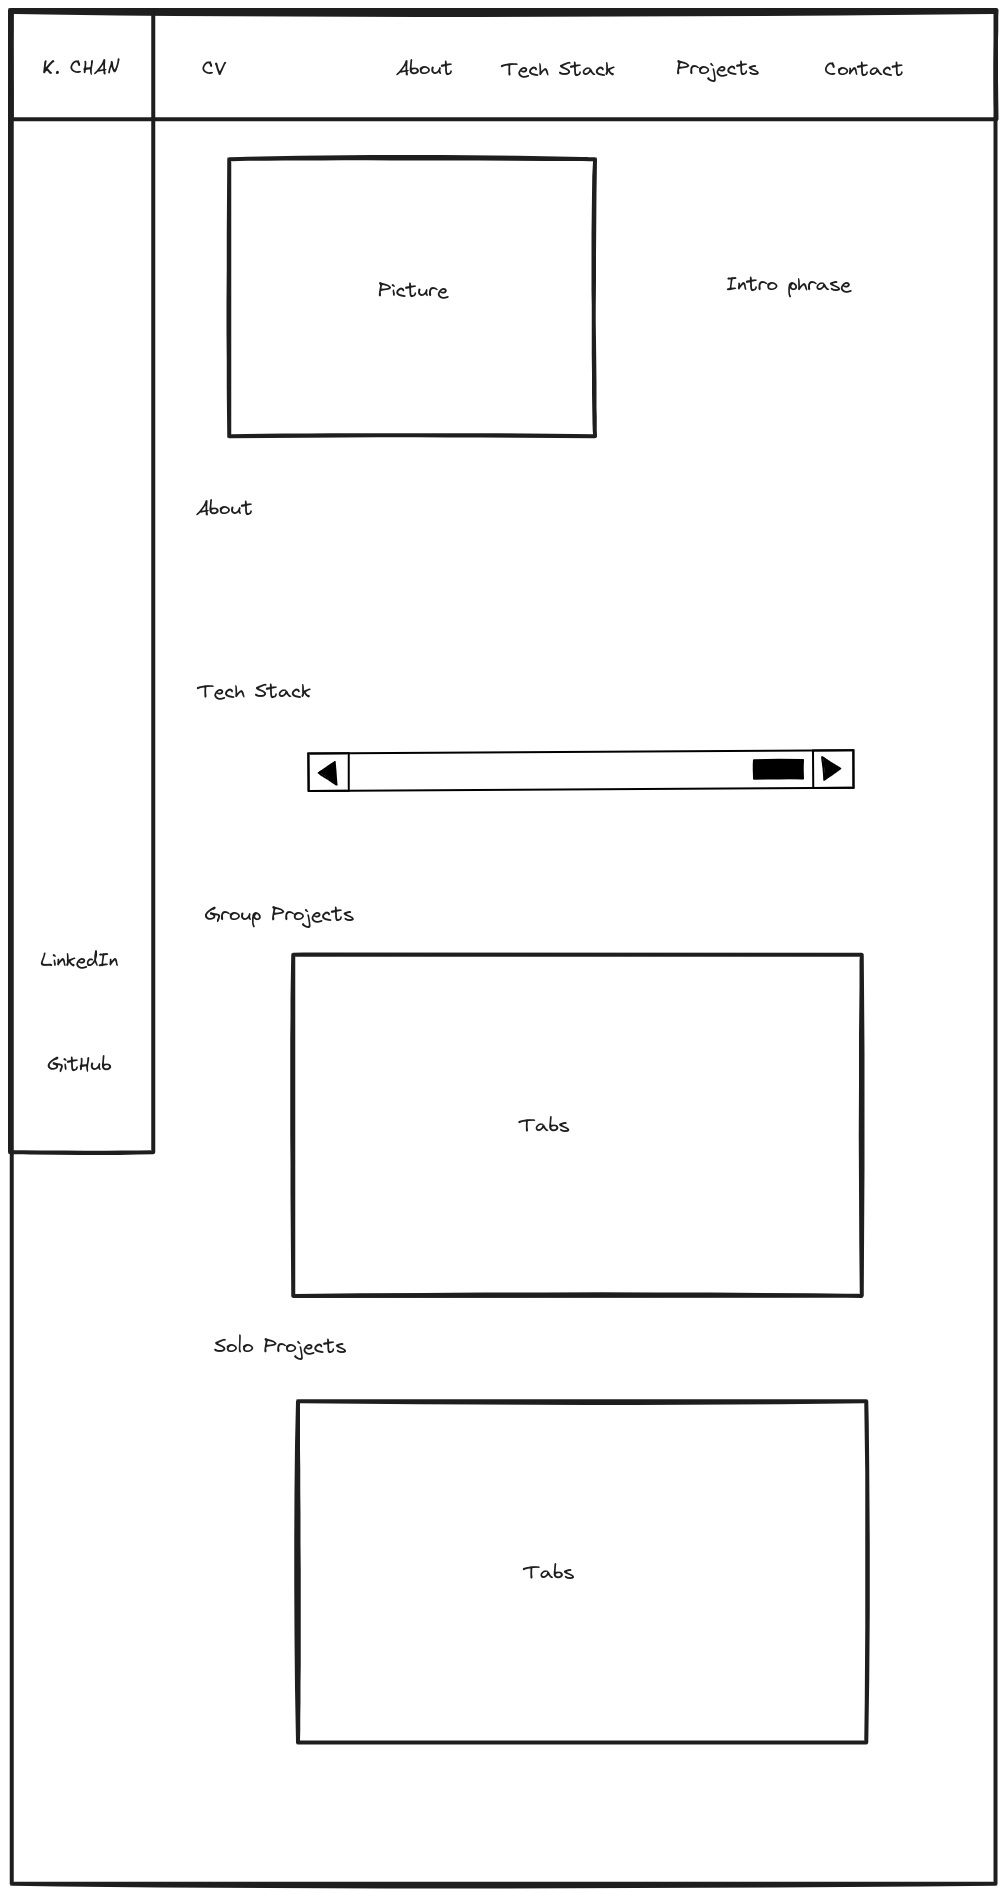 K. CHAN
CV
About
Tech Stack
Projects
Contact
Picture
Intro phrase
About
Tech Stack
Group Projects
LinkedIn
GitHub
Tabs
Solo Projects
Tabs